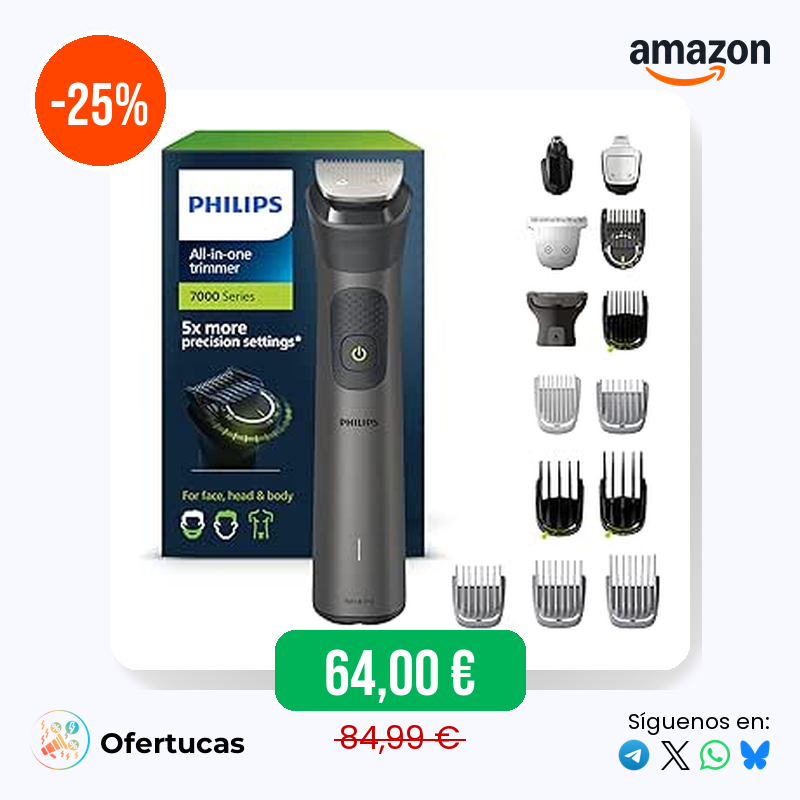 -25%
amazon
PHILIPS
All-in-one
trimmer
7000 Series
5x more
precision settings*
For face, head & body
PHILIPS
64,00 €
84,99 €
Ofertucas
Síguenos en: